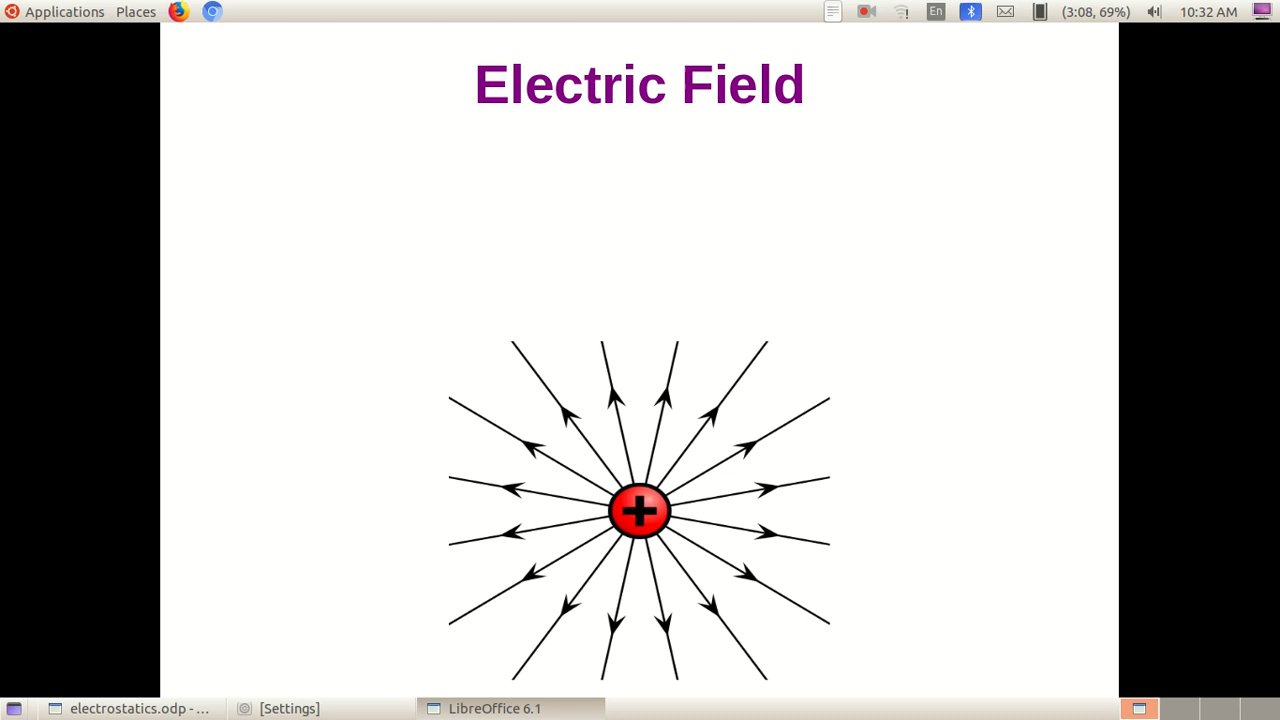 Applications Places En (3:08, 69%) 10:32 AM
Electric Field
+
electrostatics.odp - ... [Settings] LibreOffice 6.1